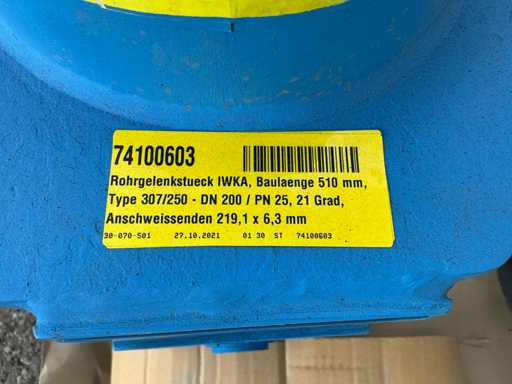 74100603
Rohrgelenkstueck IWKA, Baulaenge 510 mm,
Type 307/250 - DN 200 / PN 25, 21 Grad,
Anschweissenden 219,1 x 6,3 mm
30-070-501 27.10.2021 01 30 ST 74100603